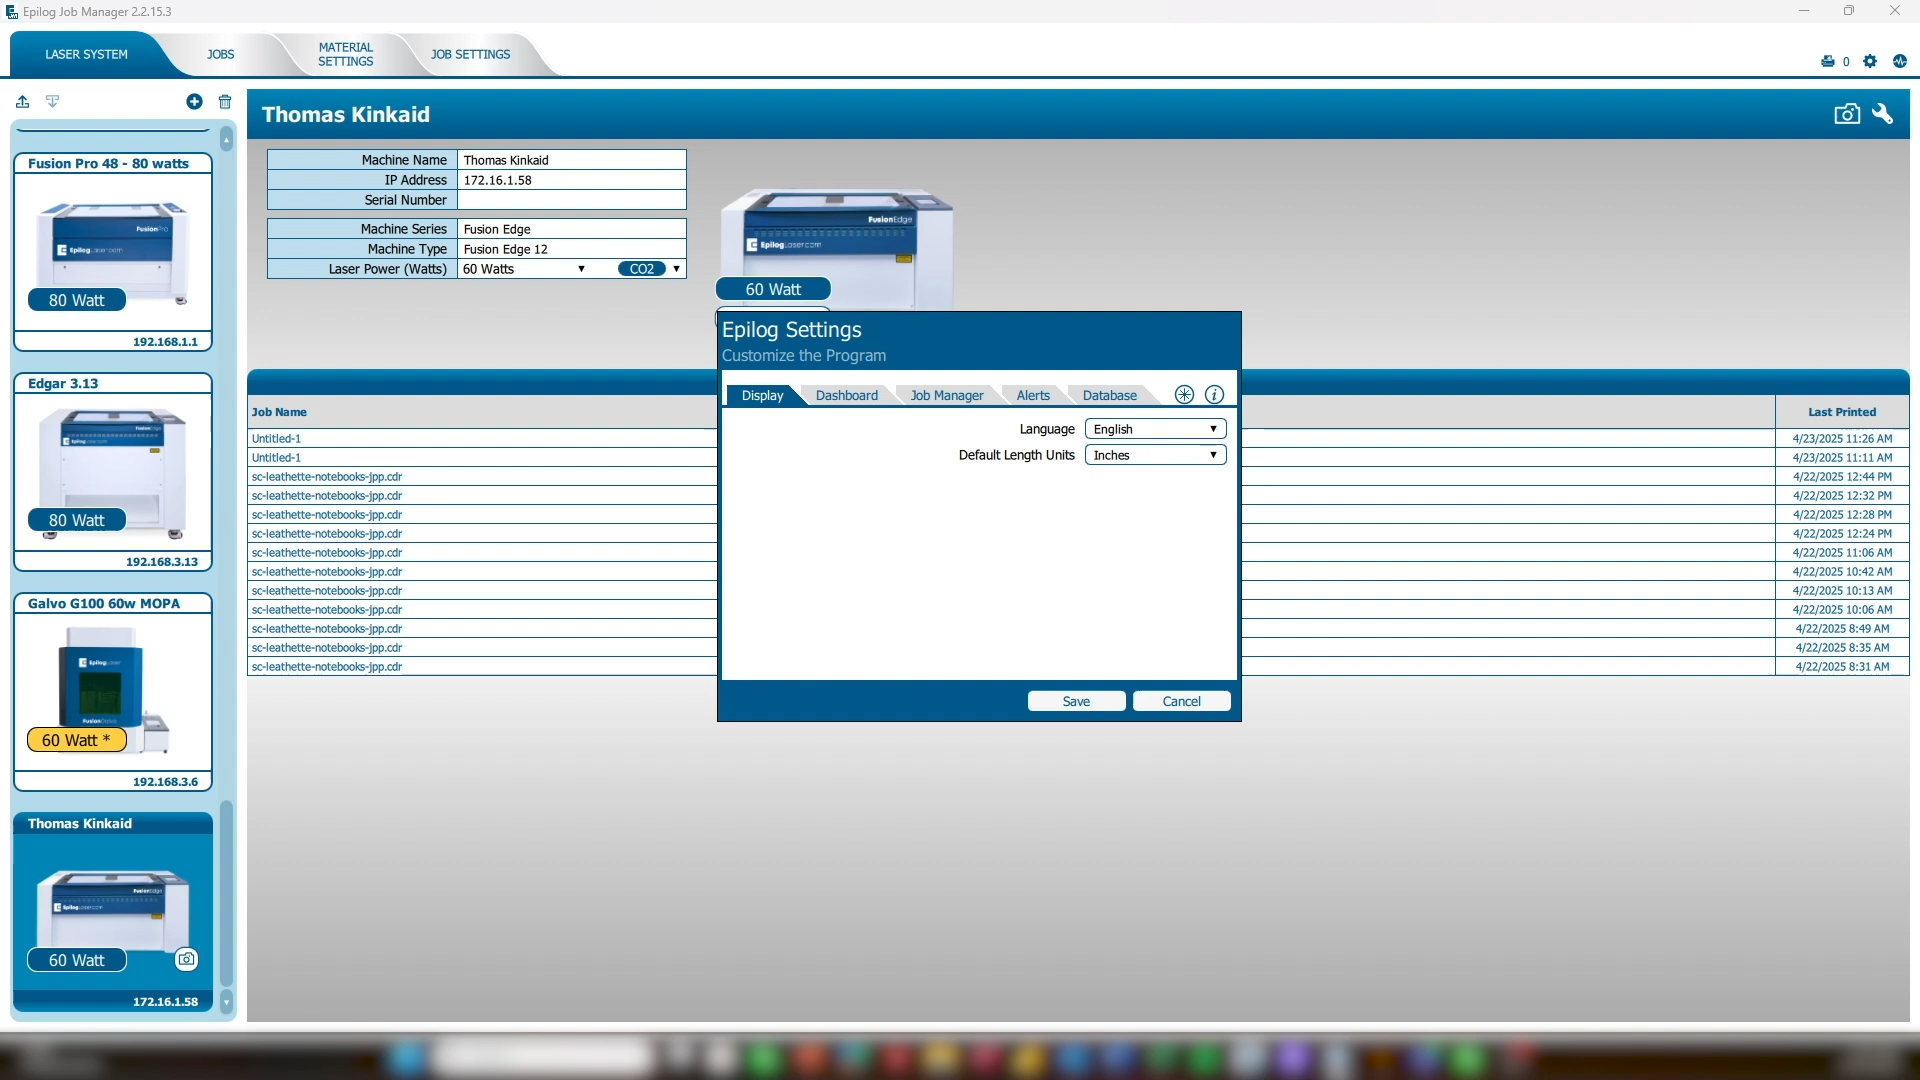 Epilog Job Manager 2.2.15.3
LASER SYSTEM
JOBS
MATERIAL
SETTINGS
JOB SETTINGS
0
Fusion Pro 48 - 80 watts
FusionPro
EpilogLaser.com
80 Watt
192.168.1.1
Edgar 3.13
80 Watt
192.168.3.13
Galvo G100 60w MOPA
60 Watt *
192.168.3.6
Thomas Kinkaid
60 Watt
172.16.1.58
Thomas Kinkaid
Machine Name Thomas Kinkaid
IP Address 172.16.1.58
Serial Number
Machine Series Fusion Edge
Machine Type Fusion Edge 12
Laser Power (Watts) 60 Watts CO2
FusionEdge
EpilogLaser.com
60 Watt
Job Name Last Printed
Untitled-1 4/23/2025 11:26 AM
Untitled-1 4/23/2025 11:11 AM
sc-leathette-notebooks-jpp.cdr 4/22/2025 12:44 PM
sc-leathette-notebooks-jpp.cdr 4/22/2025 12:32 PM
sc-leathette-notebooks-jpp.cdr 4/22/2025 12:28 PM
sc-leathette-notebooks-jpp.cdr 4/22/2025 12:24 PM
sc-leathette-notebooks-jpp.cdr 4/22/2025 11:06 AM
sc-leathette-notebooks-jpp.cdr 4/22/2025 10:42 AM
sc-leathette-notebooks-jpp.cdr 4/22/2025 10:13 AM
sc-leathette-notebooks-jpp.cdr 4/22/2025 10:06 AM
sc-leathette-notebooks-jpp.cdr 4/22/2025 8:49 AM
sc-leathette-notebooks-jpp.cdr 4/22/2025 8:35 AM
sc-leathette-notebooks-jpp.cdr 4/22/2025 8:31 AM
Epilog Settings
Customize the Program
Display Dashboard Job Manager Alerts Database
Language English
Default Length Units Inches
Save Cancel